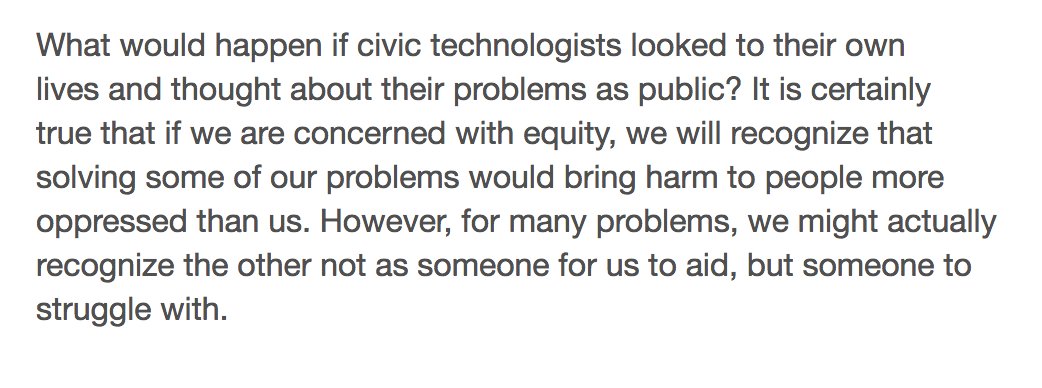 What would happen if civic technologists looked to their own
lives and thought about their problems as public? It is certainly
true that if we are concerned with equity, we will recognize that
solving some of our problems would bring harm to people more
oppressed than us. However, for many problems, we might actually
recognize the other not as someone for us to aid, but someone to
struggle with.